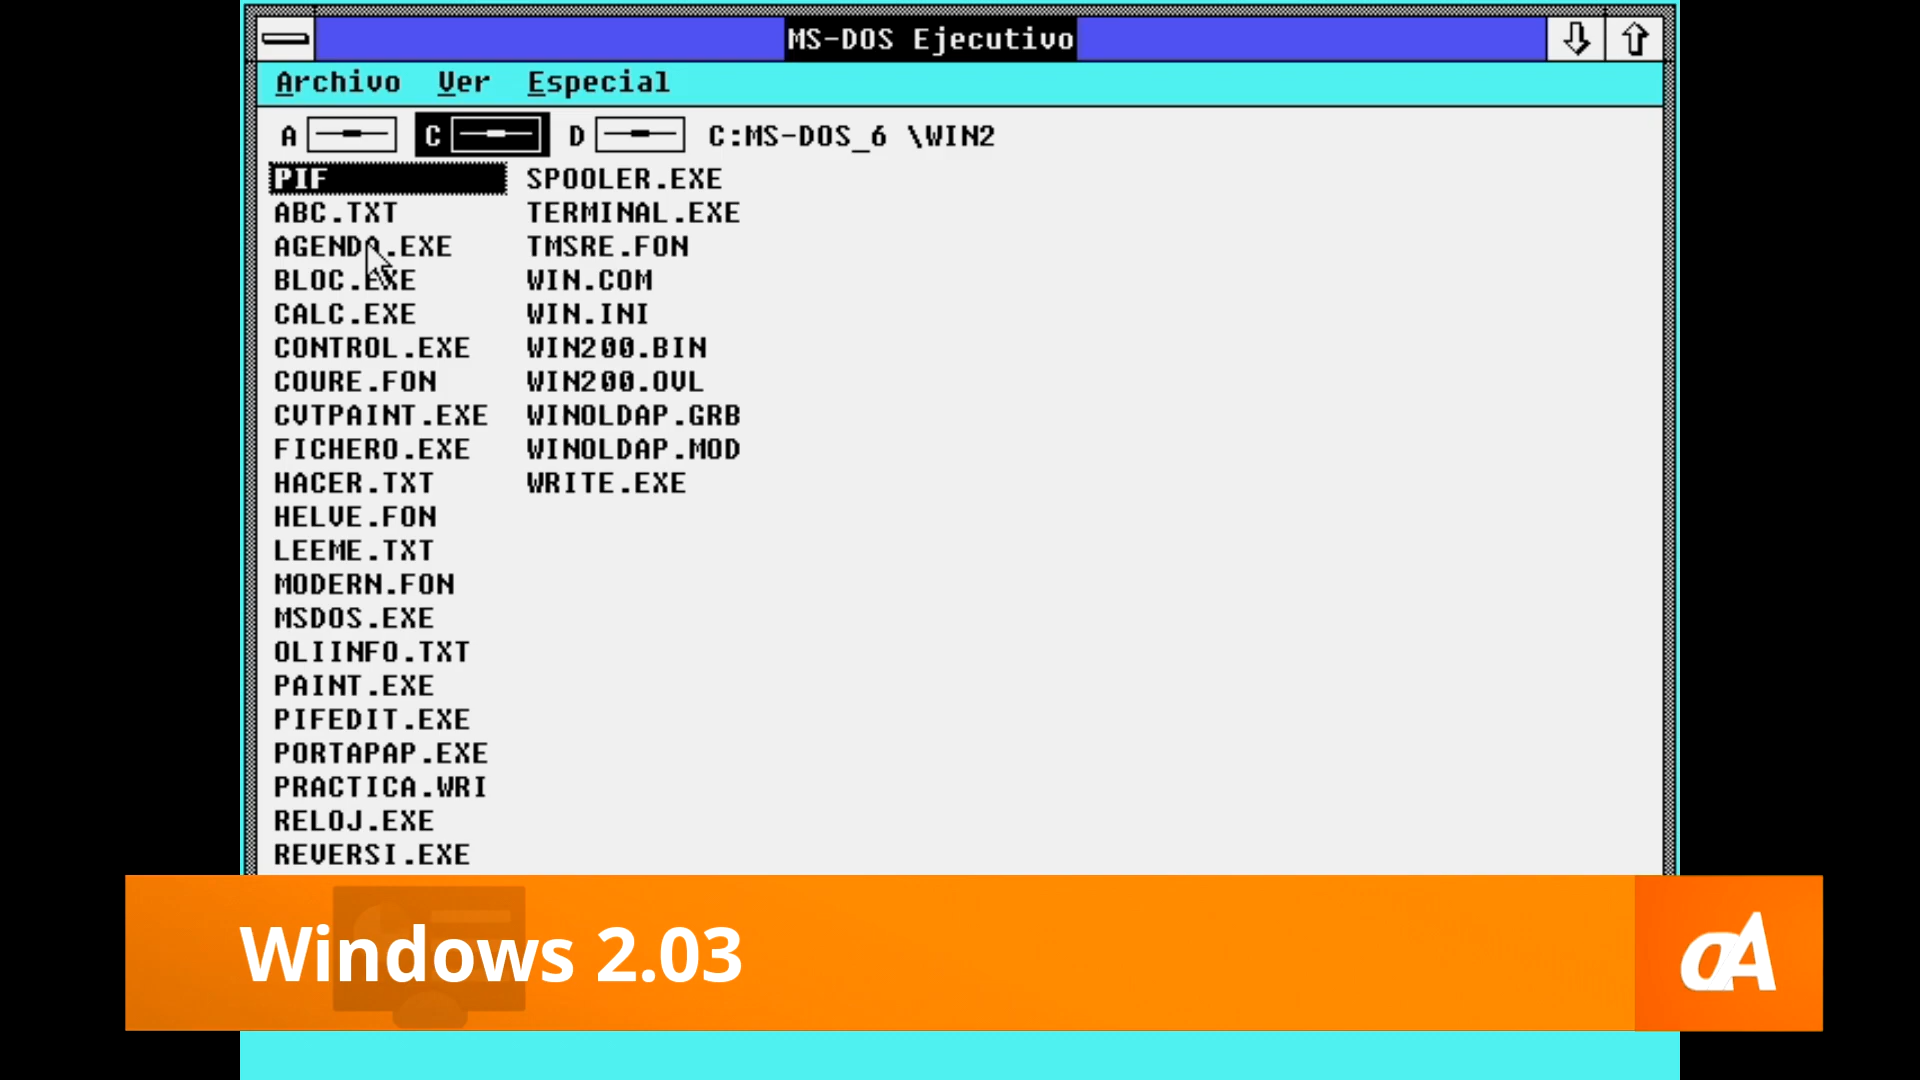 MS-DOS Ejecutivo
Archivo Ver Especial
A C D C:MS-DOS_6 \WIN2
PIF SPOOLER.EXE
ABC.TXT TERMINAL.EXE
AGENDA.EXE TMSRE.FON
BLOC.EXE WIN.COM
CALC.EXE WIN.INI
CONTROL.EXE WIN200.BIN
COURE.FON WIN200.OVL
CVTPAINT.EXE WINOLDAP.GRB
FICHERO.EXE WINOLDAP.MOD
HACER.TXT WRITE.EXE
HELVE.FON
LEEME.TXT
MODERN.FON
MSDOS.EXE
OLIINFO.TXT
PAINT.EXE
PIFEDIT.EXE
PORTAPAP.EXE
PRACTICA.WRI
RELOJ.EXE
REVERSI.EXE
Windows 2.03
aA